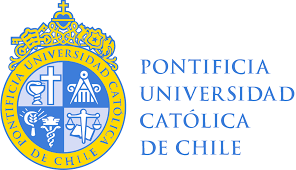 PONTIFICIA UNIVERSIDAD CATOLICA
DE CHILE
PONTIFICIA
UNIVERSIDAD
CATÓLICA
DE CHILE